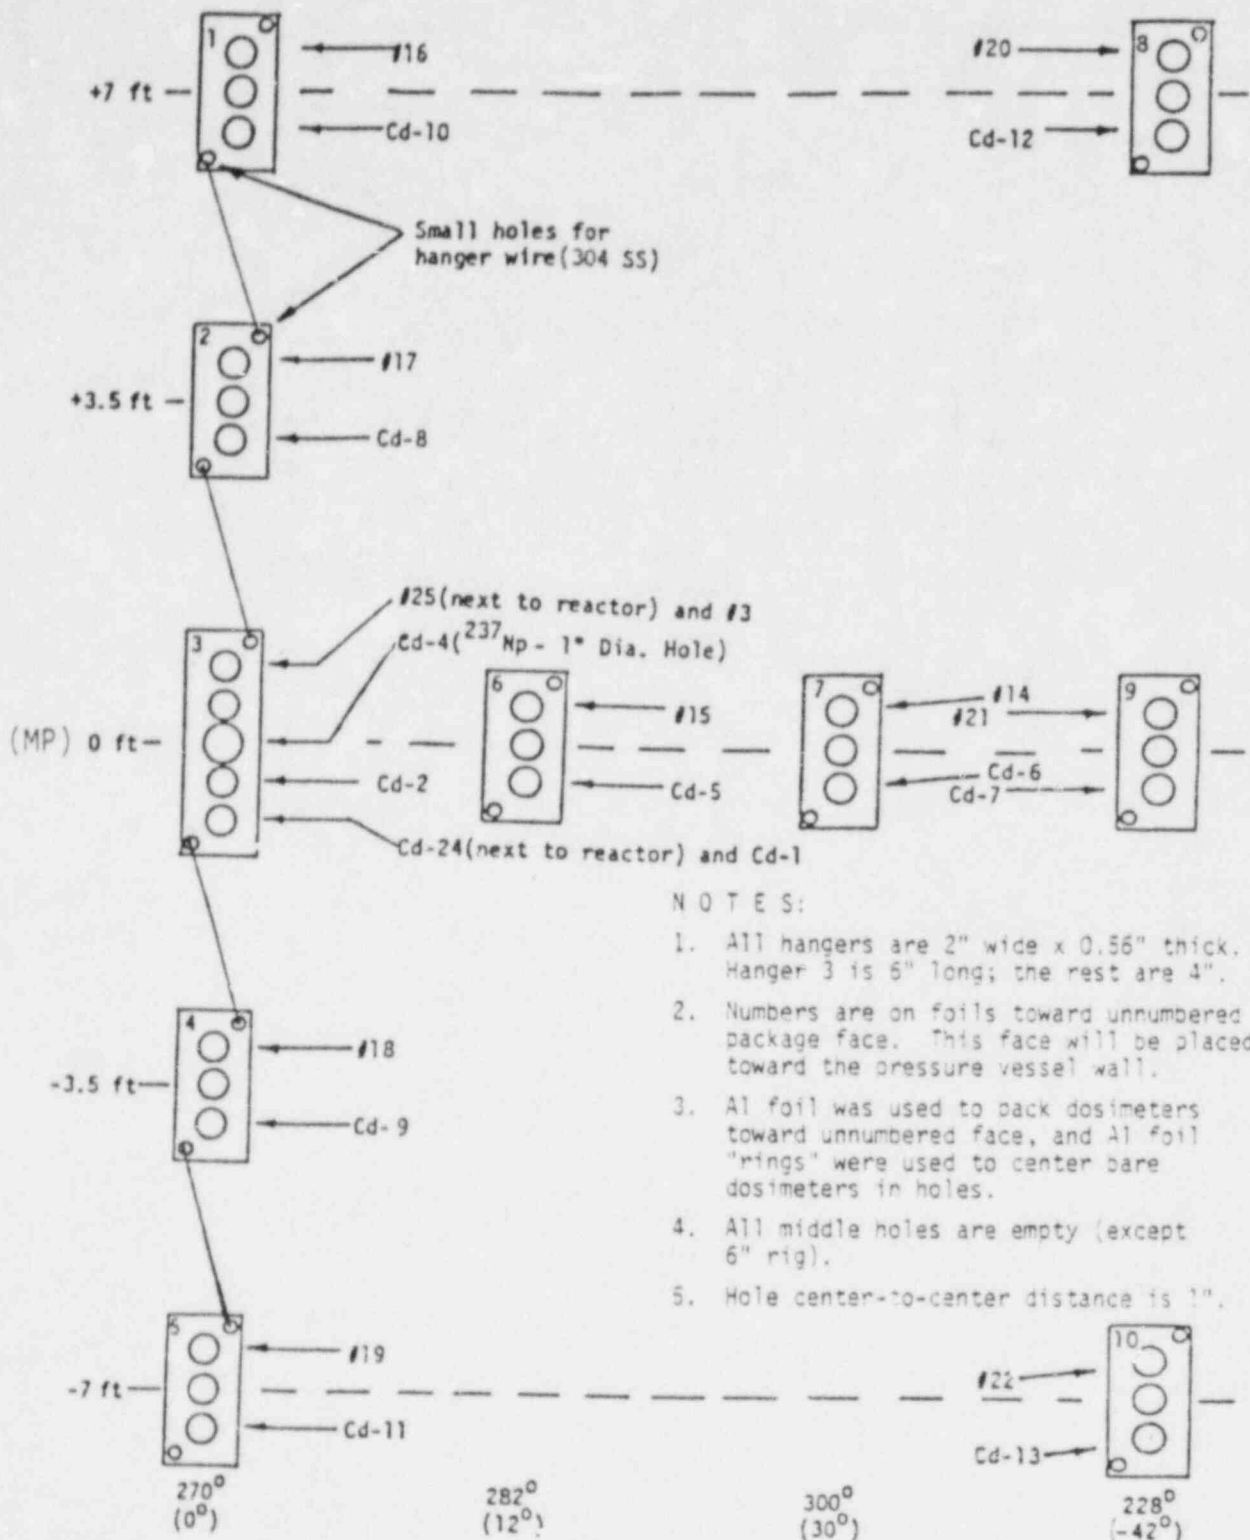 1
#16
#20
8
+7 ft
Cd-10
Cd-12
Small holes for
hanger wire(304 SS)
2
#17
+3.5 ft
Cd-8
#25(next to reactor) and #3
3
Cd-4(237Np - 1" Dia. Hole)
6
#15
7
#14
#21
9
(MP) 0 ft
Cd-2
Cd-5
Cd-6
Cd-7
Cd-24(next to reactor) and Cd-1
N O T E S:
1. All hangers are 2" wide x 0.56" thick.
Hanger 3 is 6" long; the rest are 4".
2. Numbers are on foils toward unnumbered
package face. This face will be placed
toward the pressure vessel wall.
3. Al foil was used to pack dosimeters
toward unnumbered face, and Al foil
"rings" were used to center bare
dosimeters in holes.
4. All middle holes are empty (except
6" rig).
5. Hole center-to-center distance is 1".
4
#18
-3.5 ft
Cd-9
5
#19
10
-7 ft
#22
Cd-11
Cd-13
270° 282° 300° 228°
(0°) (12°) (30°) (-42°)